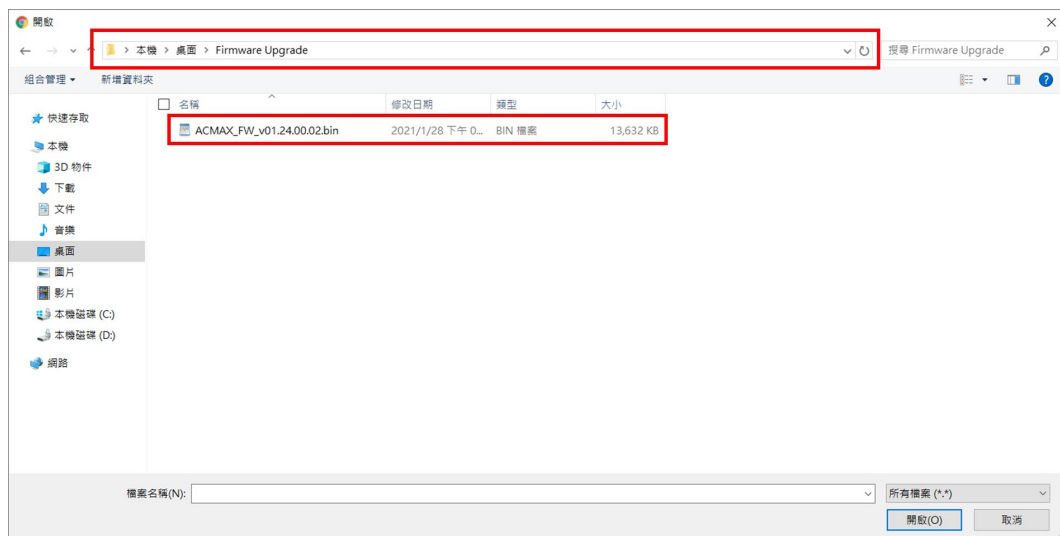 開啟
本機 > 桌面 > Firmware Upgrade
搜尋 Firmware Upgrade
組合管理
新增資料夾
名稱
修改日期
類型
大小
ACMAX_FW_v01.24.00.02.bin
2021/1/28 下午 0...
BIN 檔案
13,632 KB
快速存取
本機
3D 物件
下載
文件
音樂
桌面
圖片
影片
本機磁碟 (C:)
本機磁碟 (D:)
網路
檔案名稱(N):
所有檔案 (*.*)
開啟(O)
取消